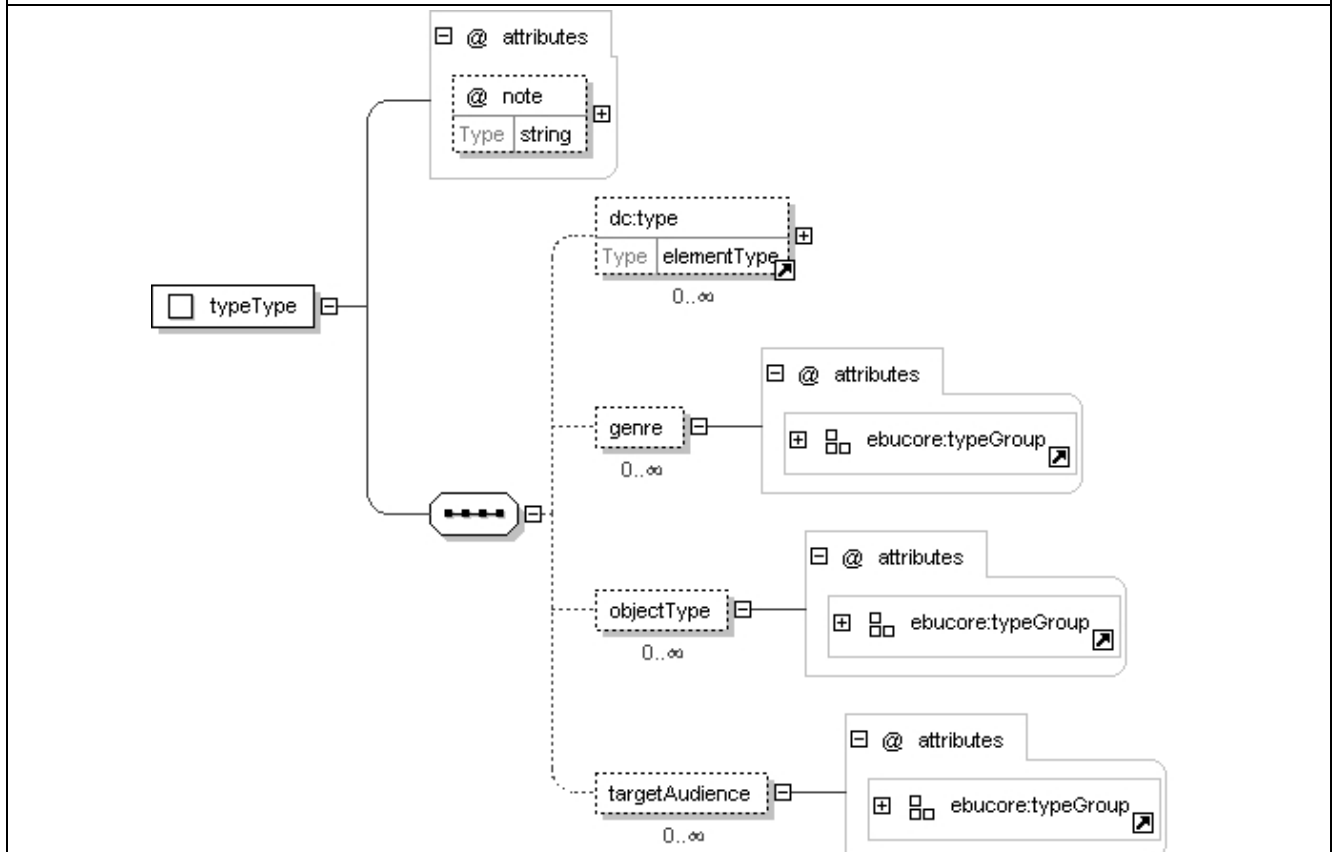 @ attributes
@ note
Type string
dc:type
Type elementType
0..∞
typeType
@ attributes
genre
ebucore:typeGroup
0..∞
@ attributes
objectType
ebucore:typeGroup
0..∞
@ attributes
targetAudience
ebucore:typeGroup
0..∞